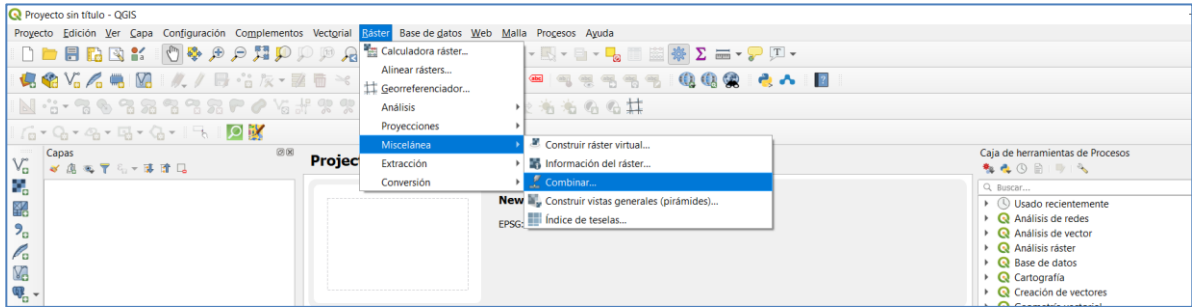 Proyecto sin título - QGIS
Proyecto Edición Ver Capa Configuración Complementos Vectorial Ráster Base de datos Web Malla Procesos Ayuda
Calculadora ráster...
Alinear rásters...
Georreferenciador...
Análisis
Proyecciones
Miscelánea
Extracción
Conversión
Construir ráster virtual...
Información del ráster...
Combinar...
Construir vistas generales (pirámides)...
Índice de teselas...
Capas
Project
New
EPSG:
Caja de herramientas de Procesos
Buscar...
Usado recientemente
Análisis de redes
Análisis de vector
Análisis ráster
Base de datos
Cartografía
Creación de vectores